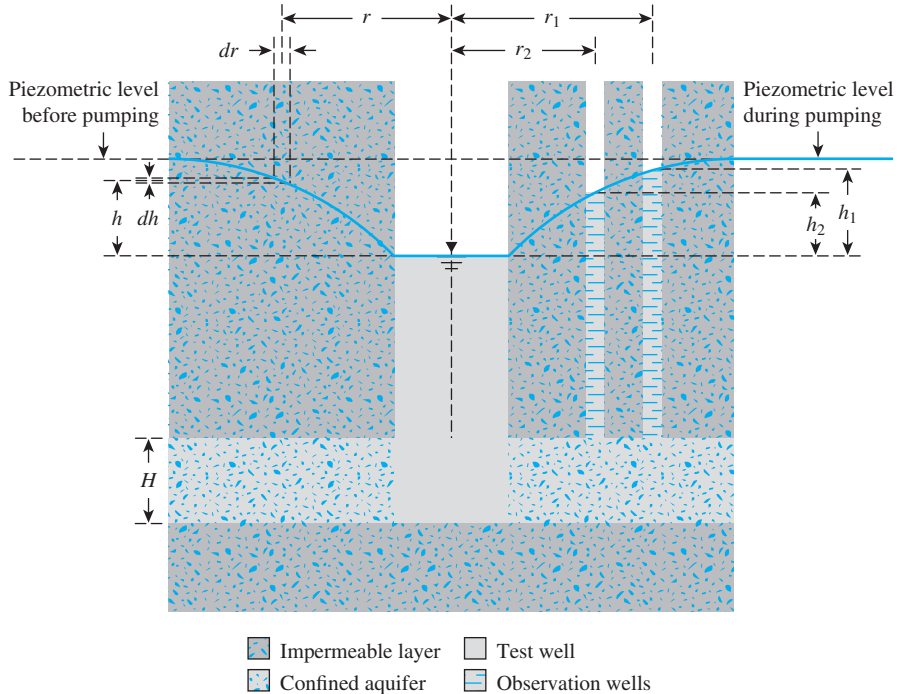 r
r1
dr
r2
Piezometric level
before pumping
Piezometric level
during pumping
h
dh
h2
h1
H
Impermeable layer
Test well
Confined aquifer
Observation wells